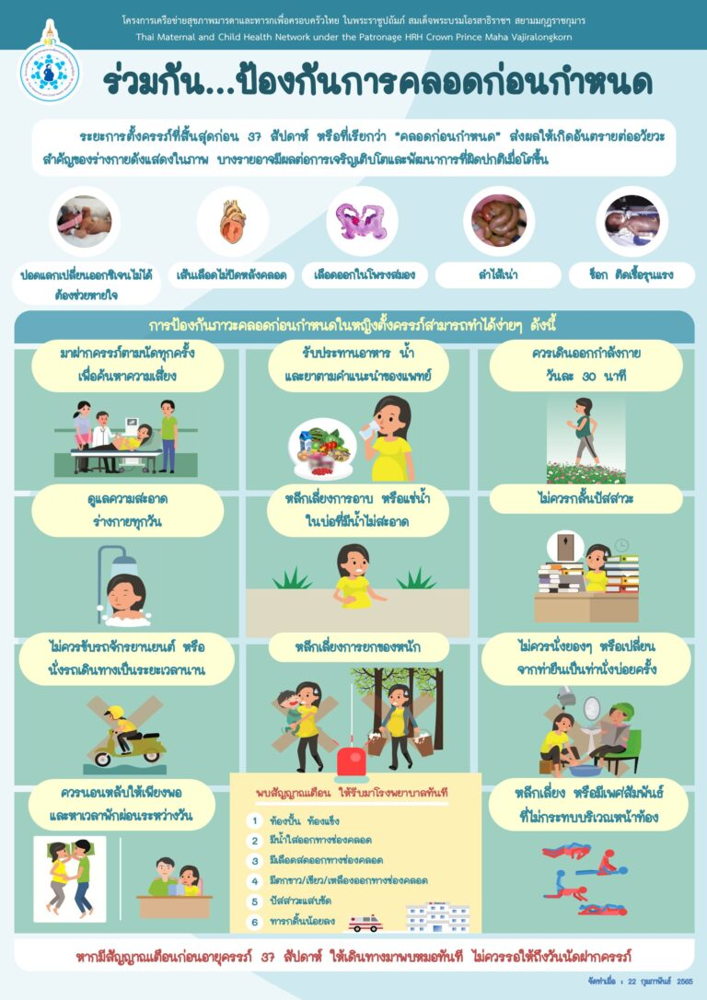 โครงการเครือข่ายสุขภาพมารดาและทารกเพื่อครอบครัวไทย ในพระราชูปถัมภ์ สมเด็จพระบรมโอรสาธิราชฯ สยามมกุฎราชกุมาร
Thai Maternal and Child Health Network under the Patronage HRH Crown Prince Maha Vajiralongkorn
ร่วมกัน...ป้องกันการคลอดก่อนกำหนด
ระยะการตั้งครรภ์ที่สิ้นสุดก่อน 37 สัปดาห์ หรือที่เรียกว่า "คลอดก่อนกำหนด" ส่งผลให้เกิดอันตรายต่ออวัยวะ
สำคัญของร่างกายดังแสดงในภาพ บางรายอาจมีผลต่อการเจริญเติบโตและพัฒนาการที่ผิดปกติเมื่อโตขึ้น
ปอดแลกเปลี่ยนออกซิเจนไม่ได้
ต้องช่วยหายใจ
เส้นเลือดไม่ปิดหลังคลอด
เลือดออกในโพรงสมอง
ลำไส้เน่า
ช็อก ติดเชื้อรุนแรง
การป้องกันภาวะคลอดก่อนกำหนดในหญิงตั้งครรภ์สามารถทำได้ง่ายๆ ดังนี้
มาฝากครรภ์ตามนัดทุกครั้ง
เพื่อค้นหาความเสี่ยง
รับประทานอาหาร น้ำ
และยาตามคำแนะนำของแพทย์
ควรเดินออกกำลังกาย
วันละ 30 นาที
ดูแลความสะอาด
ร่างกายทุกวัน
หลีกเลี่ยงการอาบ หรือแช่น้ำ
ในบ่อที่มีน้ำไม่สะอาด
ไม่ควรกลั้นปัสสาวะ
ไม่ควรขับรถจักรยานยนต์ หรือ
นั่งรถเดินทางเป็นระยะเวลานาน
หลีกเลี่ยงการยกของหนัก
ไม่ควรนั่งยองๆ หรือเปลี่ยน
จากท่ายืนเป็นท่านั่งบ่อยครั้ง
ควรนอนหลับให้เพียงพอ
และหาเวลาพักผ่อนระหว่างวัน
พบสัญญาณเตือน ให้รีบมาโรงพยาบาลทันที
1 ท้องปั้น ท้องแข็ง
2 มีน้ำใสออกทางช่องคลอด
3 มีเลือดสดออกทางช่องคลอด
4 มีตกขาว/เขียว/เหลืองออกทางช่องคลอด
5 ปัสสาวะแสบขัด
6 ทารกดิ้นน้อยลง
หลีกเลี่ยง หรือมีเพศสัมพันธ์
ที่ไม่กระทบบริเวณหน้าท้อง
หากมีสัญญาณเตือนก่อนอายุครรภ์ 37 สัปดาห์ ให้เดินทางมาพบหมอทันที ไม่ควรรอให้ถึงวันนัดฝากครรภ์
จัดทำเมื่อ : 22 กุมภาพันธ์ 2565